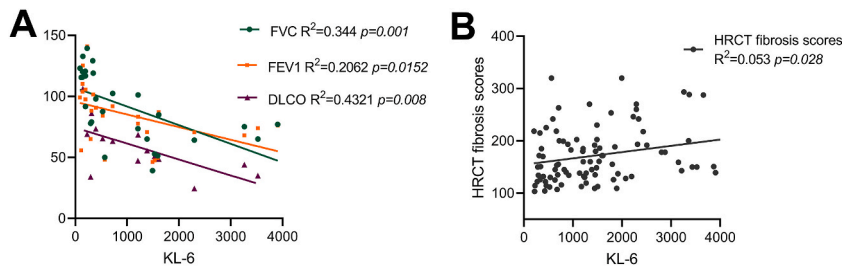 A
FVC R²=0.344 p=0.001
FEV1 R²=0.2062 p=0.0152
DLCO R²=0.4321 p=0.008
150
100
50
0
0 1000 2000 3000 4000
KL-6
B
HRCT fibrosis scores
R²=0.053 p=0.028
HRCT fibrosis scores
400
300
200
100
0 1000 2000 3000 4000
KL-6